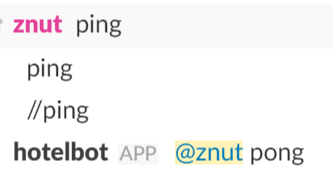 znut ping
ping
//ping
hotelbot APP @znut pong